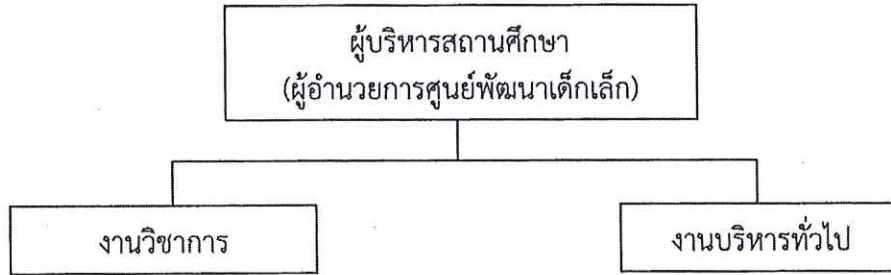 ผู้บริหารสถานศึกษา
(ผู้อำนวยการศูนย์พัฒนาเด็กเล็ก)
งานวิชาการ
งานบริหารทั่วไป